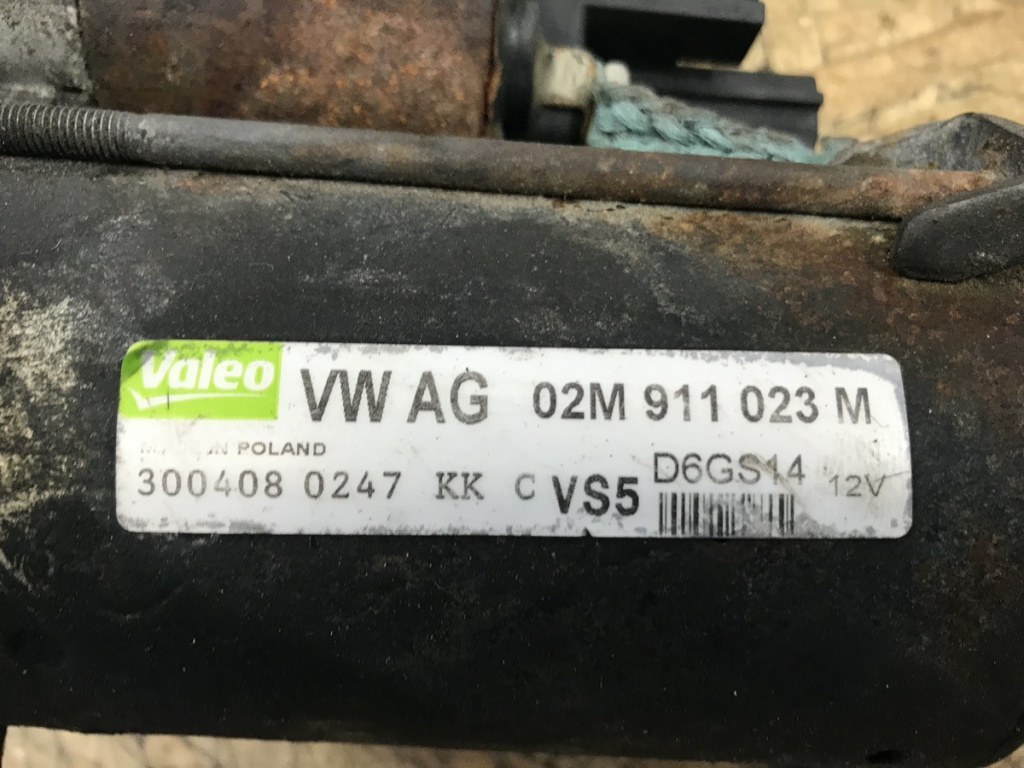 Valeo VW AG 02M 911 023 M
POLAND
300408 0247 KK C VS5 D6GS14 12V